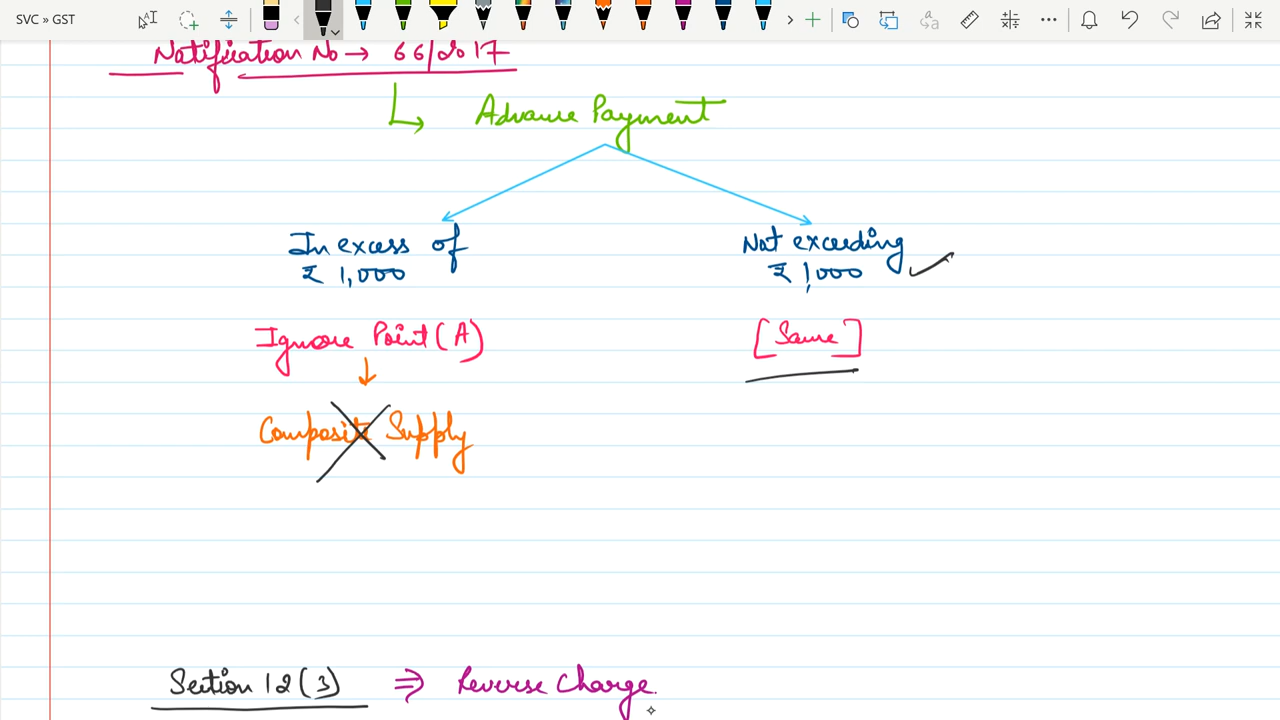 SVC » GST
Notification No → 66/2017
Advance Payment
In excess of
₹ 1,000
Not exceeding
₹ 1,000
Ignore Point (A)
[Same]
Composite Supply
Section 12(3) ⇒ Reverse Charge.